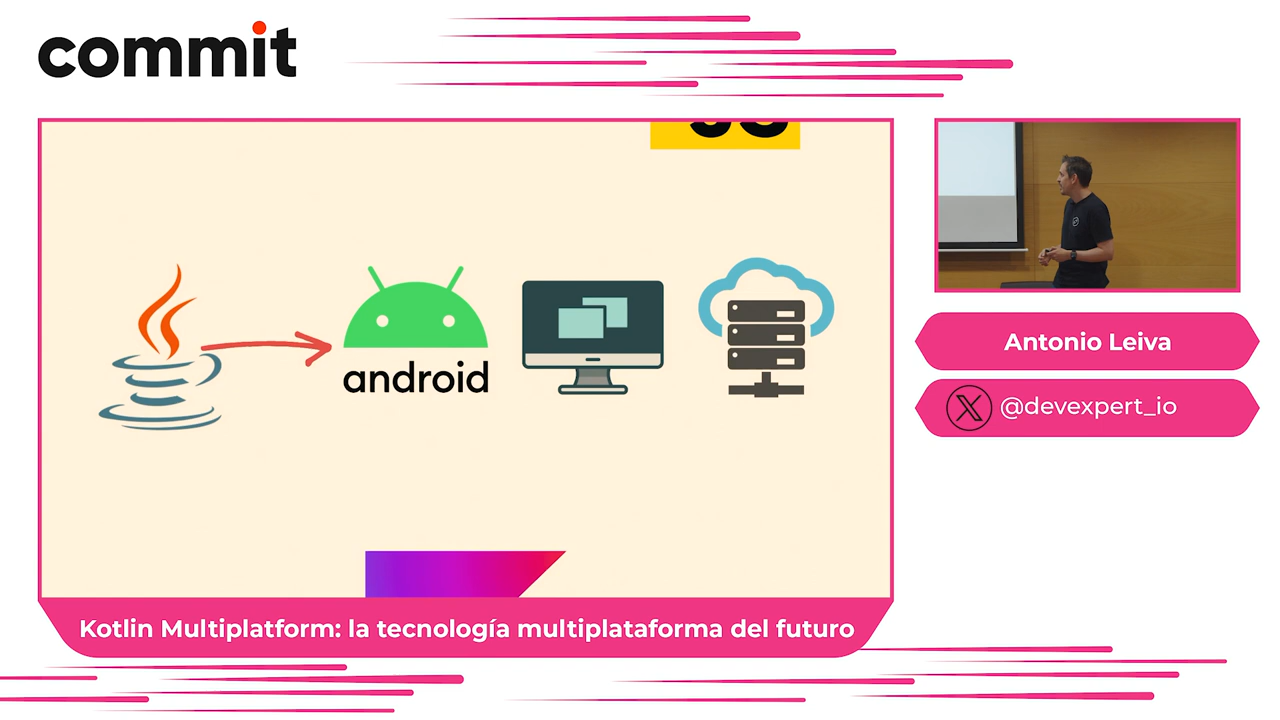 commit
android
Kotlin Multiplatform: la tecnología multiplataforma del futuro
Antonio Leiva
@devexpert_io